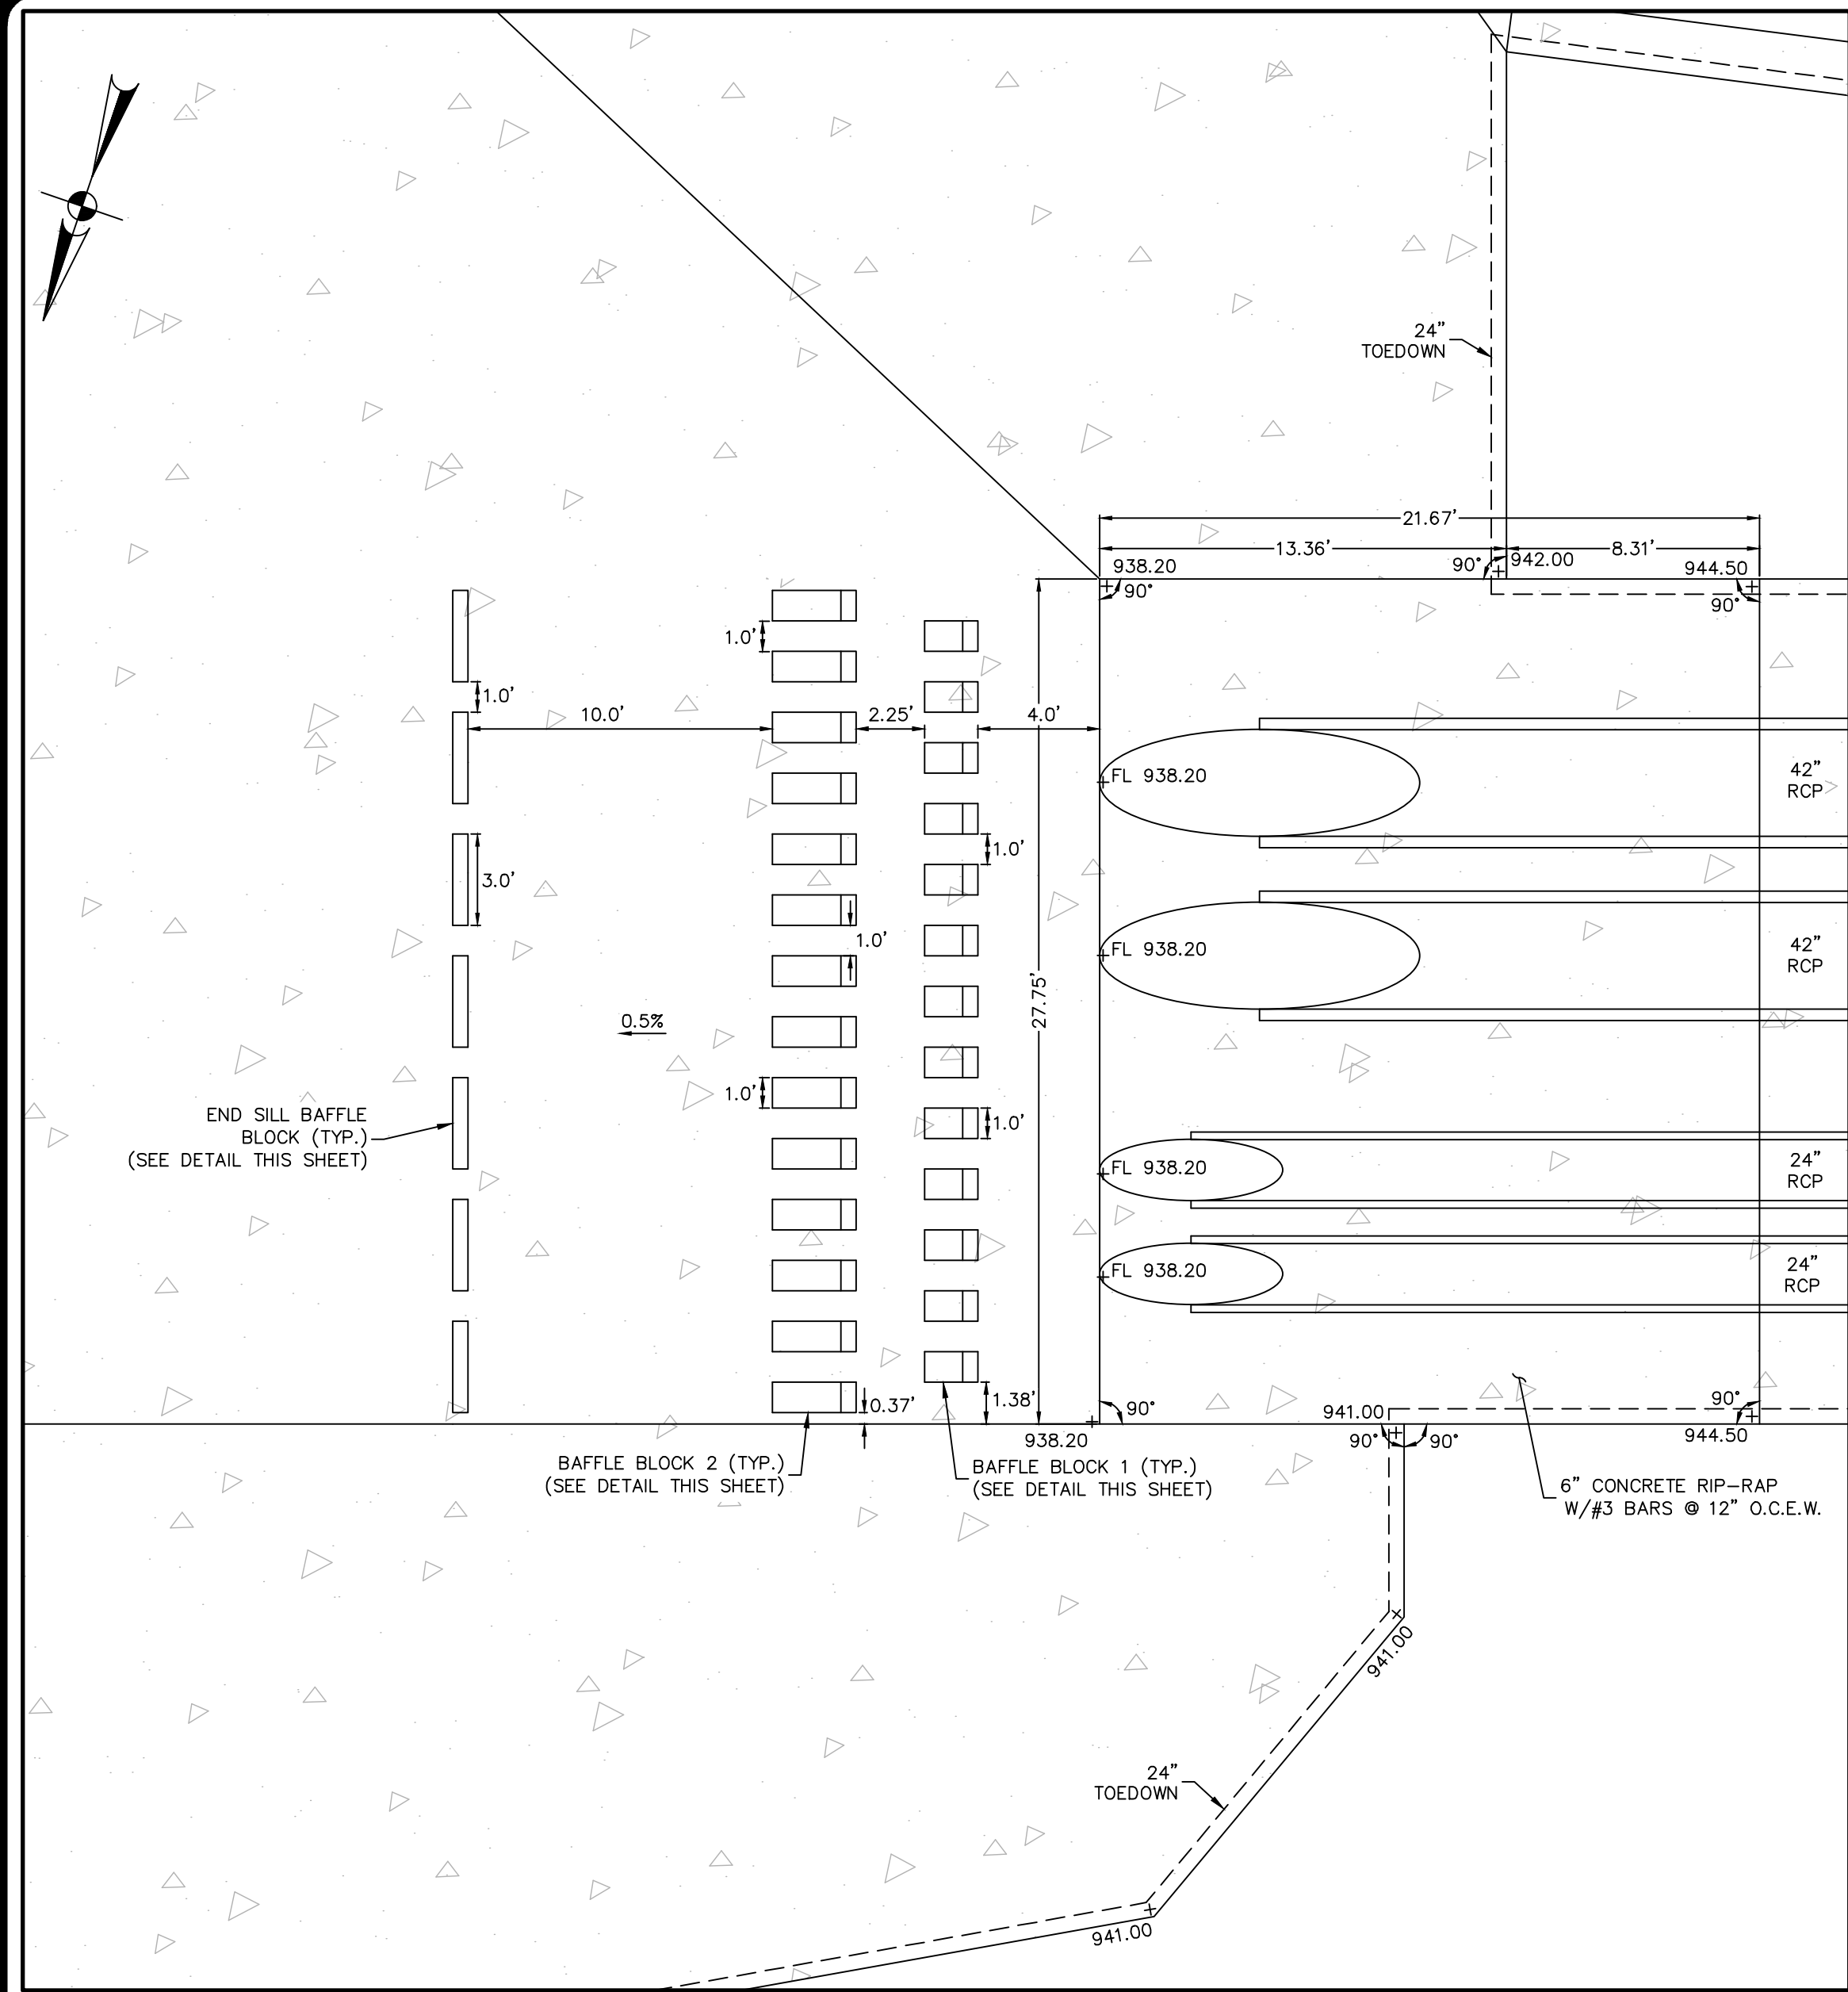 24"
TOEDOWN
21.67'
13.36'
8.31'
938.20
90°
90°
942.00
944.50
90°
1.0'
1.0'
10.0'
2.25'
4.0'
FL 938.20
42"
RCP
1.0'
3.0'
1.0'
FL 938.20
42"
RCP
27.75'
0.5%
1.0'
1.0'
END SILL BAFFLE
BLOCK (TYP.)
(SEE DETAIL THIS SHEET)
FL 938.20
24"
RCP
FL 938.20
24"
RCP
0.37'
1.38'
90°
938.20
941.00
90°
90°
90°
944.50
BAFFLE BLOCK 2 (TYP.)
(SEE DETAIL THIS SHEET)
BAFFLE BLOCK 1 (TYP.)
(SEE DETAIL THIS SHEET)
6" CONCRETE RIP-RAP
W/#3 BARS @ 12" O.C.E.W.
941.00
24"
TOEDOWN
941.00